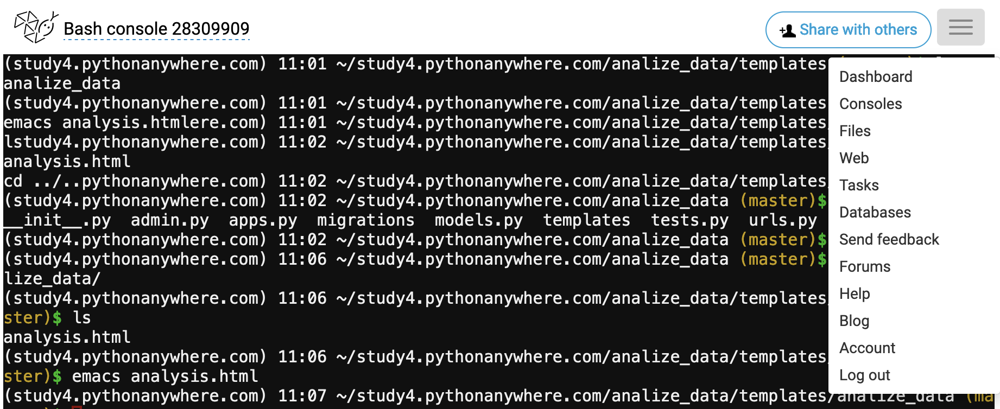 Bash console 28309909
Share with others
(study4.pythonanywhere.com) 11:01 ~/study4.pythonanywhere.com/analize_data/templates
analize_data
(study4.pythonanywhere.com) 11:01 ~/study4.pythonanywhere.com/analize_data/templates
emacs analysis.htmlere.com) 11:01 ~/study4.pythonanywhere.com/analize_data/templates/
lstudy4.pythonanywhere.com) 11:02 ~/study4.pythonanywhere.com/analize_data/templates/
analysis.html
cd ../..pythonanywhere.com) 11:02 ~/study4.pythonanywhere.com/analize_data/templates/
(study4.pythonanywhere.com) 11:02 ~/study4.pythonanywhere.com/analize_data (master)$
__init__.py admin.py apps.py migrations models.py templates tests.py urls.py
(study4.pythonanywhere.com) 11:02 ~/study4.pythonanywhere.com/analize_data (master)$
(study4.pythonanywhere.com) 11:06 ~/study4.pythonanywhere.com/analize_data (master)$
lize_data/
(study4.pythonanywhere.com) 11:06 ~/study4.pythonanywhere.com/analize_data/templates/
ster)$ ls
analysis.html
(study4.pythonanywhere.com) 11:06 ~/study4.pythonanywhere.com/analize_data/templates/
ster)$ emacs analysis.html
(study4.pythonanywhere.com) 11:07 ~/study4.pythonanywhere.com/analize_data/templates/analize_data (ma
Dashboard
Consoles
Files
Web
Tasks
Databases
Send feedback
Forums
Help
Blog
Account
Log out